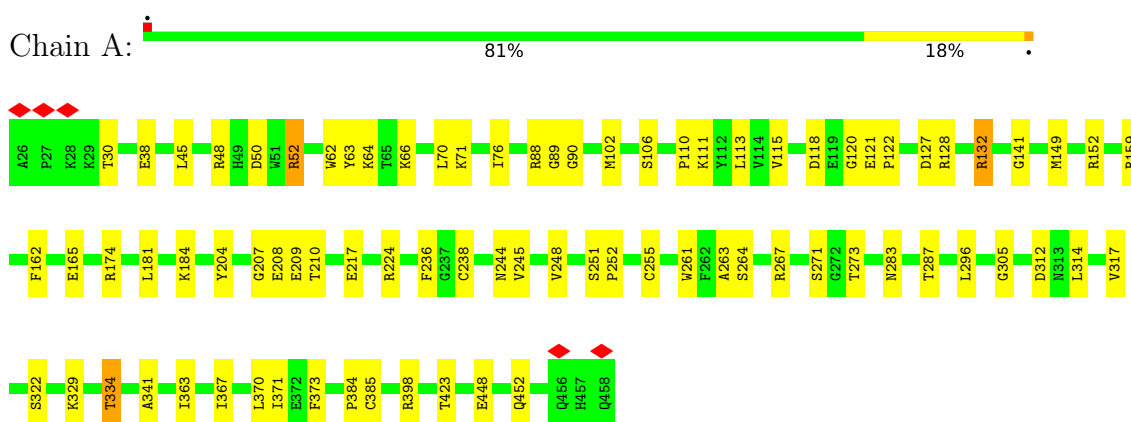 Chain A:
81% 18%
A26 P27 K28 K29 T30 E38 L45 R48 H49 D50 W51 R52 W62 Y63 K64 T65 K66 L70 K71 I76 R88 G89 G90 M102 S106 P110 K111 Y112 L113 V114 V115 D118 E119 G120 E121 P122 D127 R128 R132 G141 M149 R152
F162 E165 R174 L181 K184 Y204 G207 E208 E209 T210 E217 R224 F236 G237 C238 N244 V245 V248 S251 P252 C255 W261 F262 A263 S264 R267 S271 G272 T273 N283 T287 L296 G305 D312 N313 L314 V317
S322 K329 T334 A341 I363 I367 L370 I371 E372 F373 P384 C385 R398 T423 E448 Q452 Q456 H457 Q458